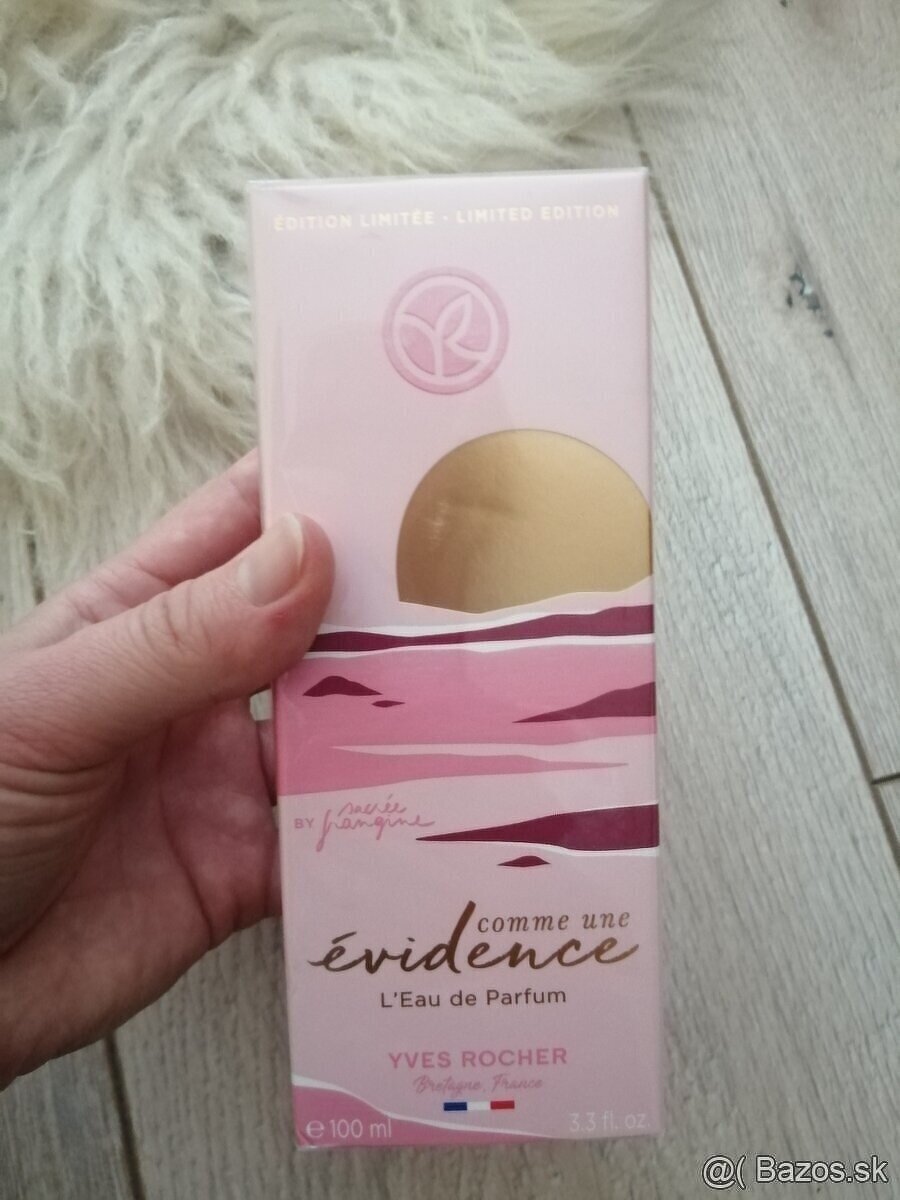 ÉDITION LIMITÉE - LIMITED EDITION
YR
BY sacrée frangine
comme une
évidence
L'Eau de Parfum
YVES ROCHER
Bretagne, France
e 100 ml 3.3 fl. oz.
@( Bazos.sk